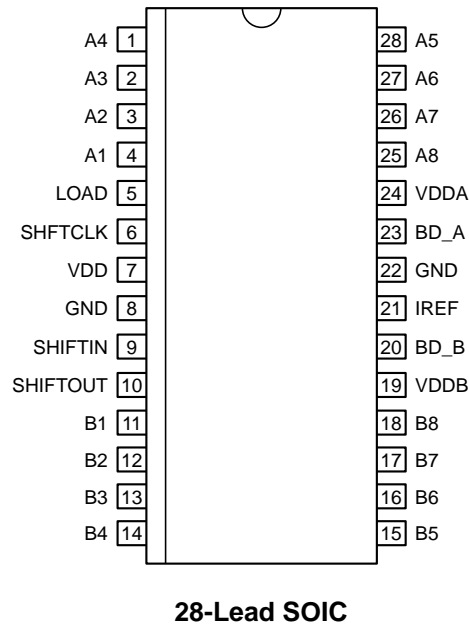 A4 1 28 A5
A3 2 27 A6
A2 3 26 A7
A1 4 25 A8
LOAD 5 24 VDDA
SHFTCLK 6 23 BD_A
VDD 7 22 GND
GND 8 21 IREF
SHIFTIN 9 20 BD_B
SHIFTOUT 10 19 VDDB
B1 11 18 B8
B2 12 17 B7
B3 13 16 B6
B4 14 15 B5
28-Lead SOIC